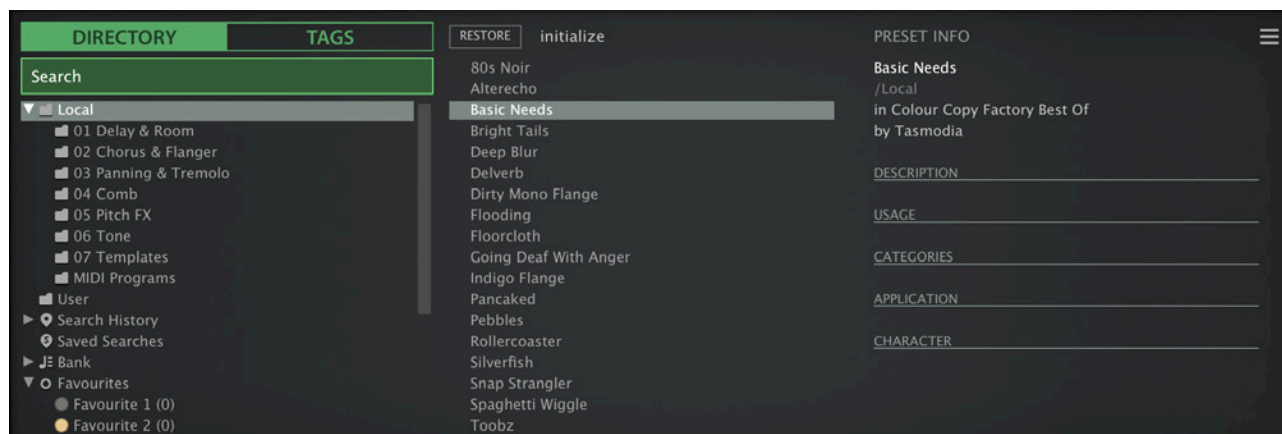 DIRECTORY
TAGS
Search
Local
01 Delay & Room
02 Chorus & Flanger
03 Panning & Tremolo
04 Comb
05 Pitch FX
06 Tone
07 Templates
MIDI Programs
User
Search History
Saved Searches
Bank
Favourites
Favourite 1 (0)
Favourite 2 (0)
RESTORE
initialize
80s Noir
Alterecho
Basic Needs
Bright Tails
Deep Blur
Delverb
Dirty Mono Flange
Flooding
Floorcloth
Going Deaf With Anger
Indigo Flange
Pancaked
Pebbles
Rollercoaster
Silverfish
Snap Strangler
Spaghetti Wiggle
Toobz
PRESET INFO
Basic Needs
/Local
in Colour Copy Factory Best Of
by Tasmodia
DESCRIPTION
USAGE
CATEGORIES
APPLICATION
CHARACTER